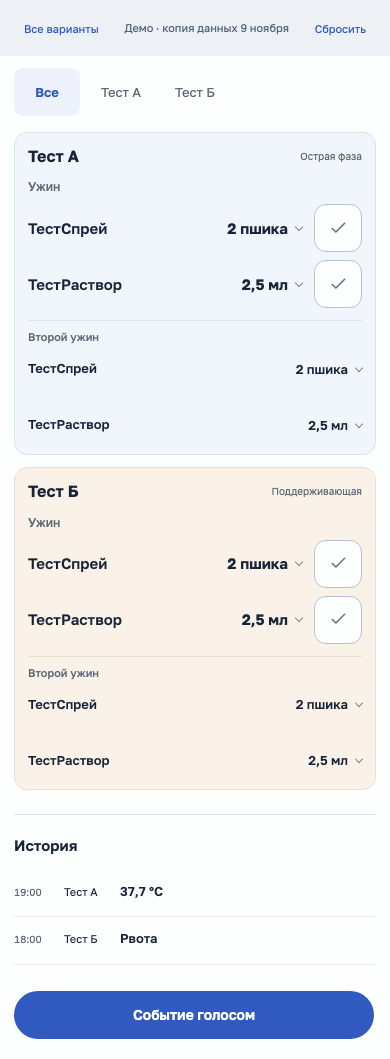 Все варианты Демо · копия данных 9 ноября Сбросить
Все Тест А Тест Б
Тест А Острая фаза
Ужин
ТестСпрей 2 пшика
ТестРаствор 2,5 мл
Второй ужин
ТестСпрей 2 пшика
ТестРаствор 2,5 мл
Тест Б Поддерживающая
Ужин
ТестСпрей 2 пшика
ТестРаствор 2,5 мл
Второй ужин
ТестСпрей 2 пшика
ТестРаствор 2,5 мл
История
19:00 Тест А 37,7 °C
18:00 Тест Б Рвота
Событие голосом